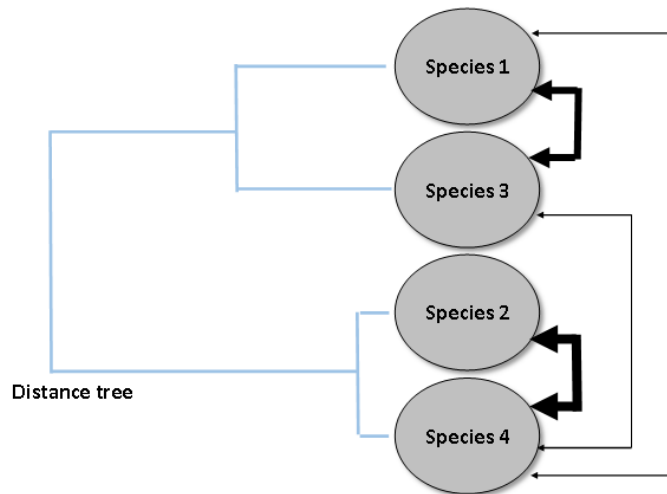 Species 1
Species 3
Species 2
Distance tree
Species 4